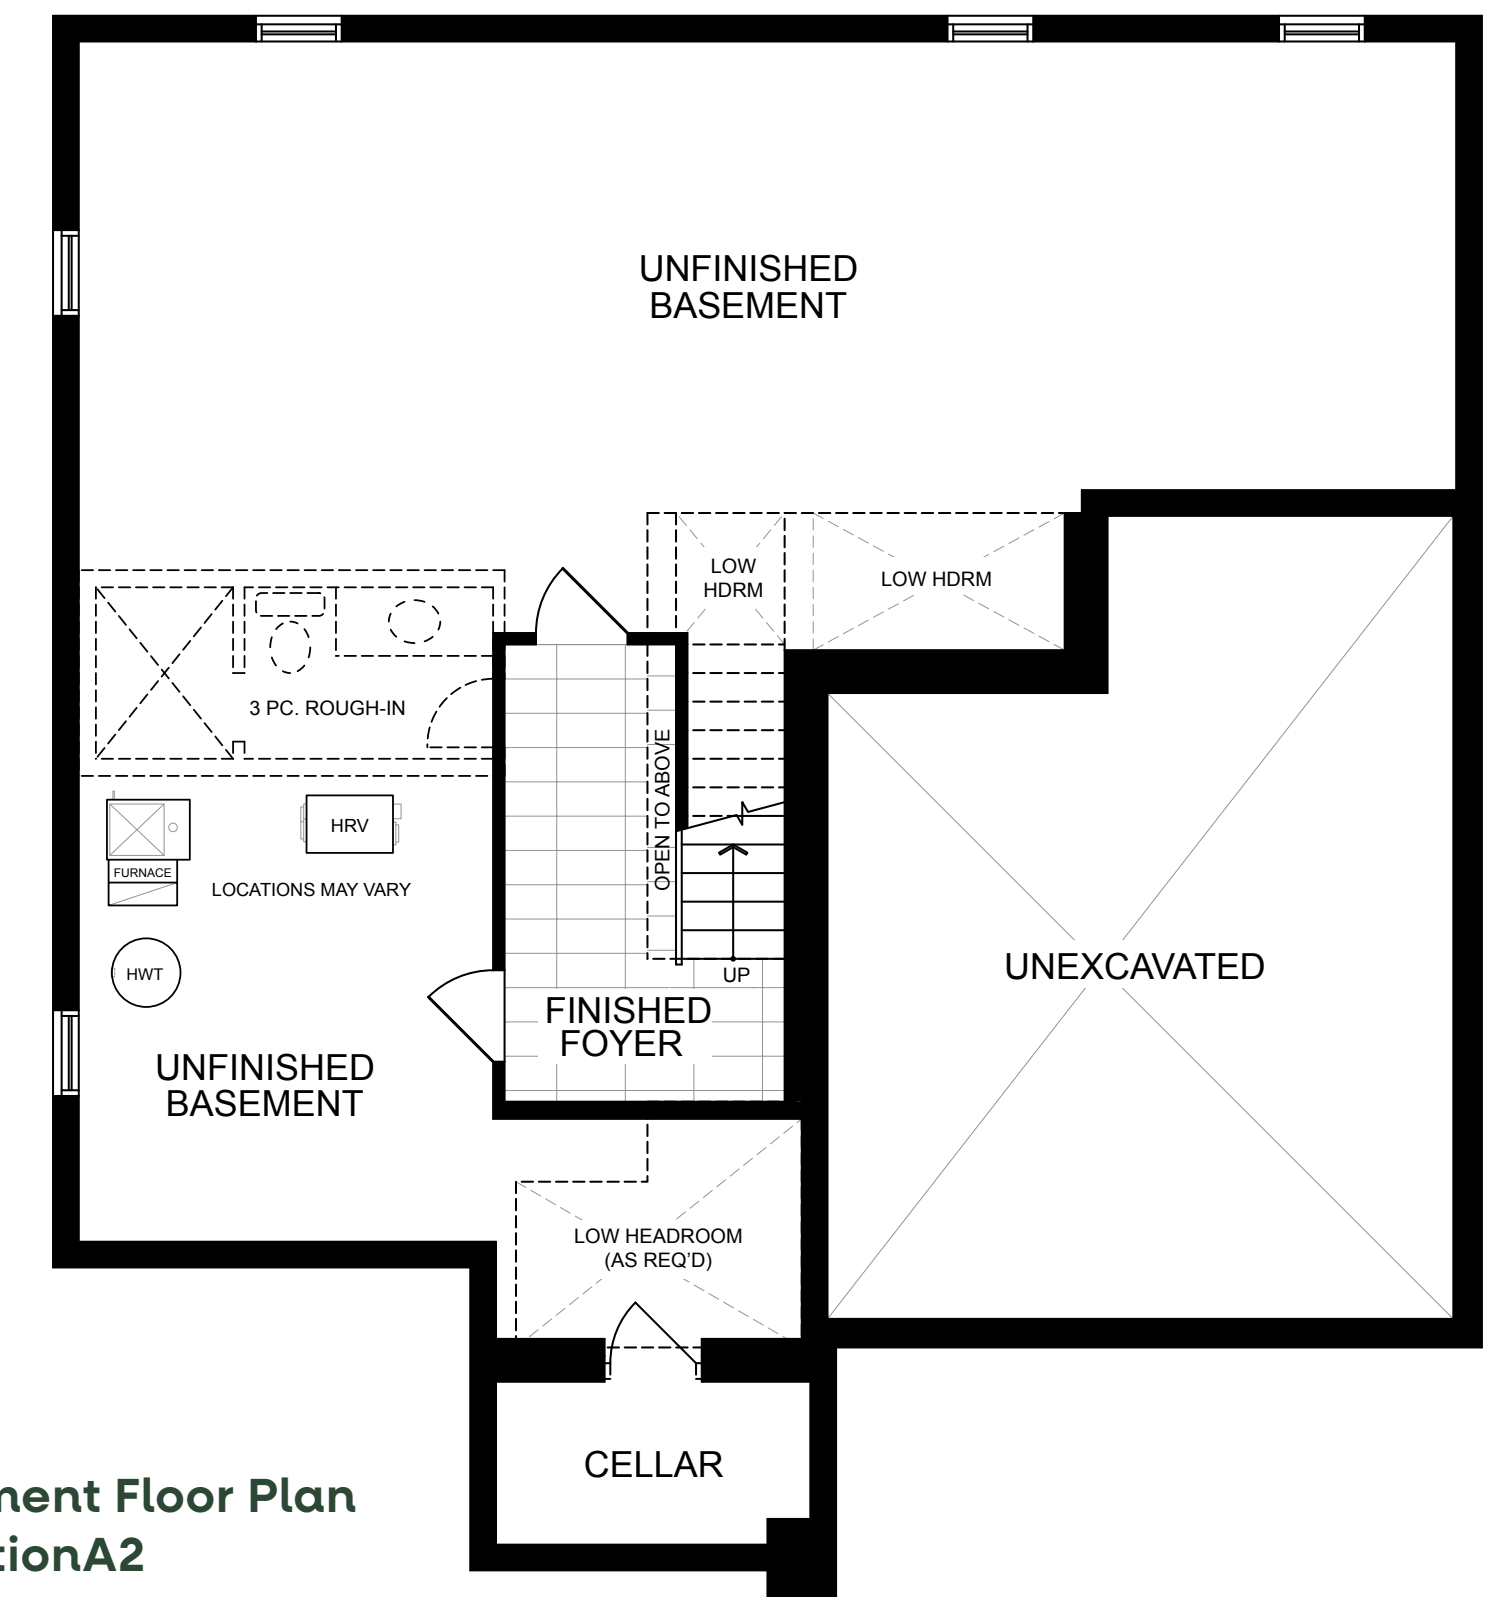 UNFINISHED
BASEMENT
LOW
HDRM
LOW HDRM
3 PC. ROUGH-IN
OPEN TO ABOVE
HRV
FURNACE
LOCATIONS MAY VARY
HWT
UP
UNEXCAVATED
FINISHED
FOYER
UNFINISHED
BASEMENT
LOW HEADROOM
(AS REQ'D)
CELLAR
ment Floor Plan
tionA2